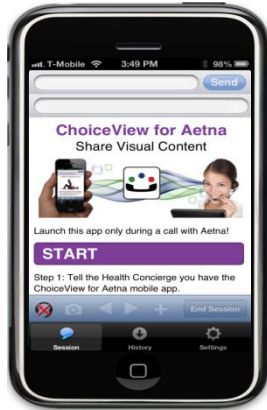 T-Mobile 3:49 PM 98%
Send
ChoiceView for Aetna
Share Visual Content
Launch this app only during a call with Aetna!
START
Step 1: Tell the Health Concierge you have the
ChoiceView for Aetna mobile app.
End Session
Session History Settings